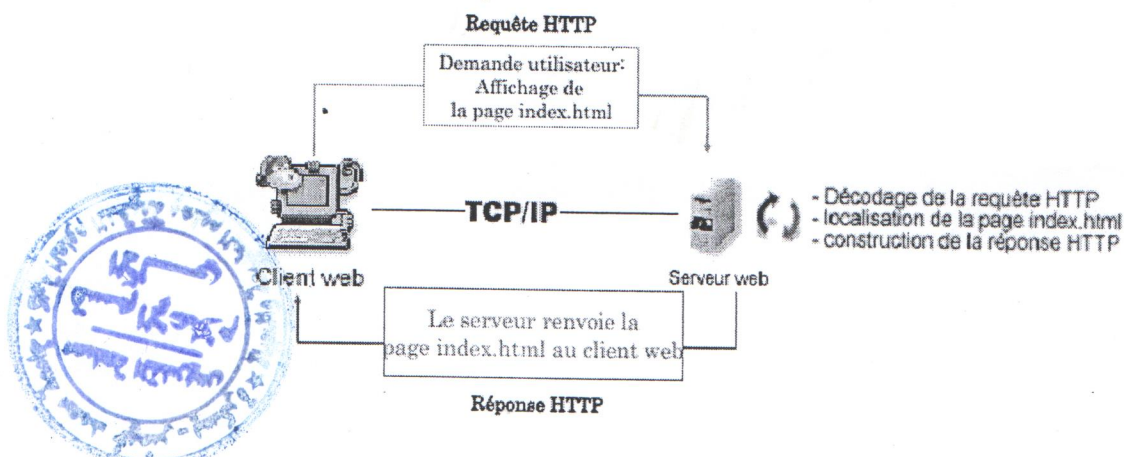 Requête HTTP
Demande utilisateur:
Affichage de
la page index.html
TCP/IP
- Décodage de la requête HTTP
- localisation de la page index.html
- construction de la réponse HTTP
Client web
Serveur web
Le serveur renvoie la
page index.html au client web
Réponse HTTP